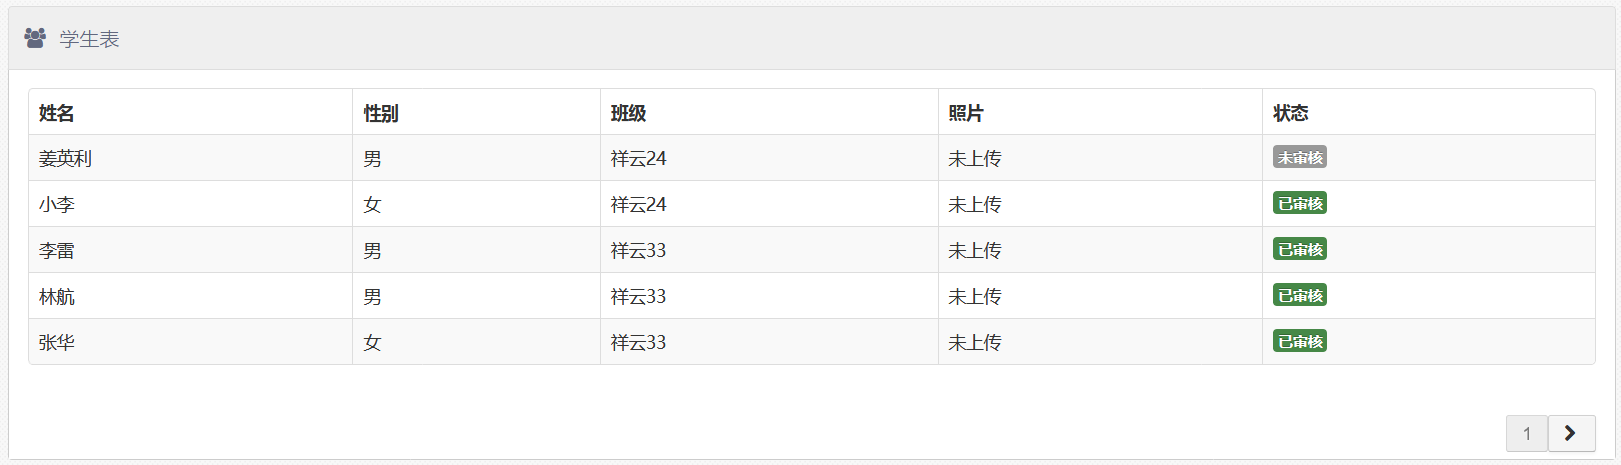 学生表
姓名 性别 班级 照片 状态
姜英利 男 祥云24 未上传 未审核
小李 女 祥云24 未上传 已审核
李雷 男 祥云33 未上传 已审核
林航 男 祥云33 未上传 已审核
张华 女 祥云33 未上传 已审核
1